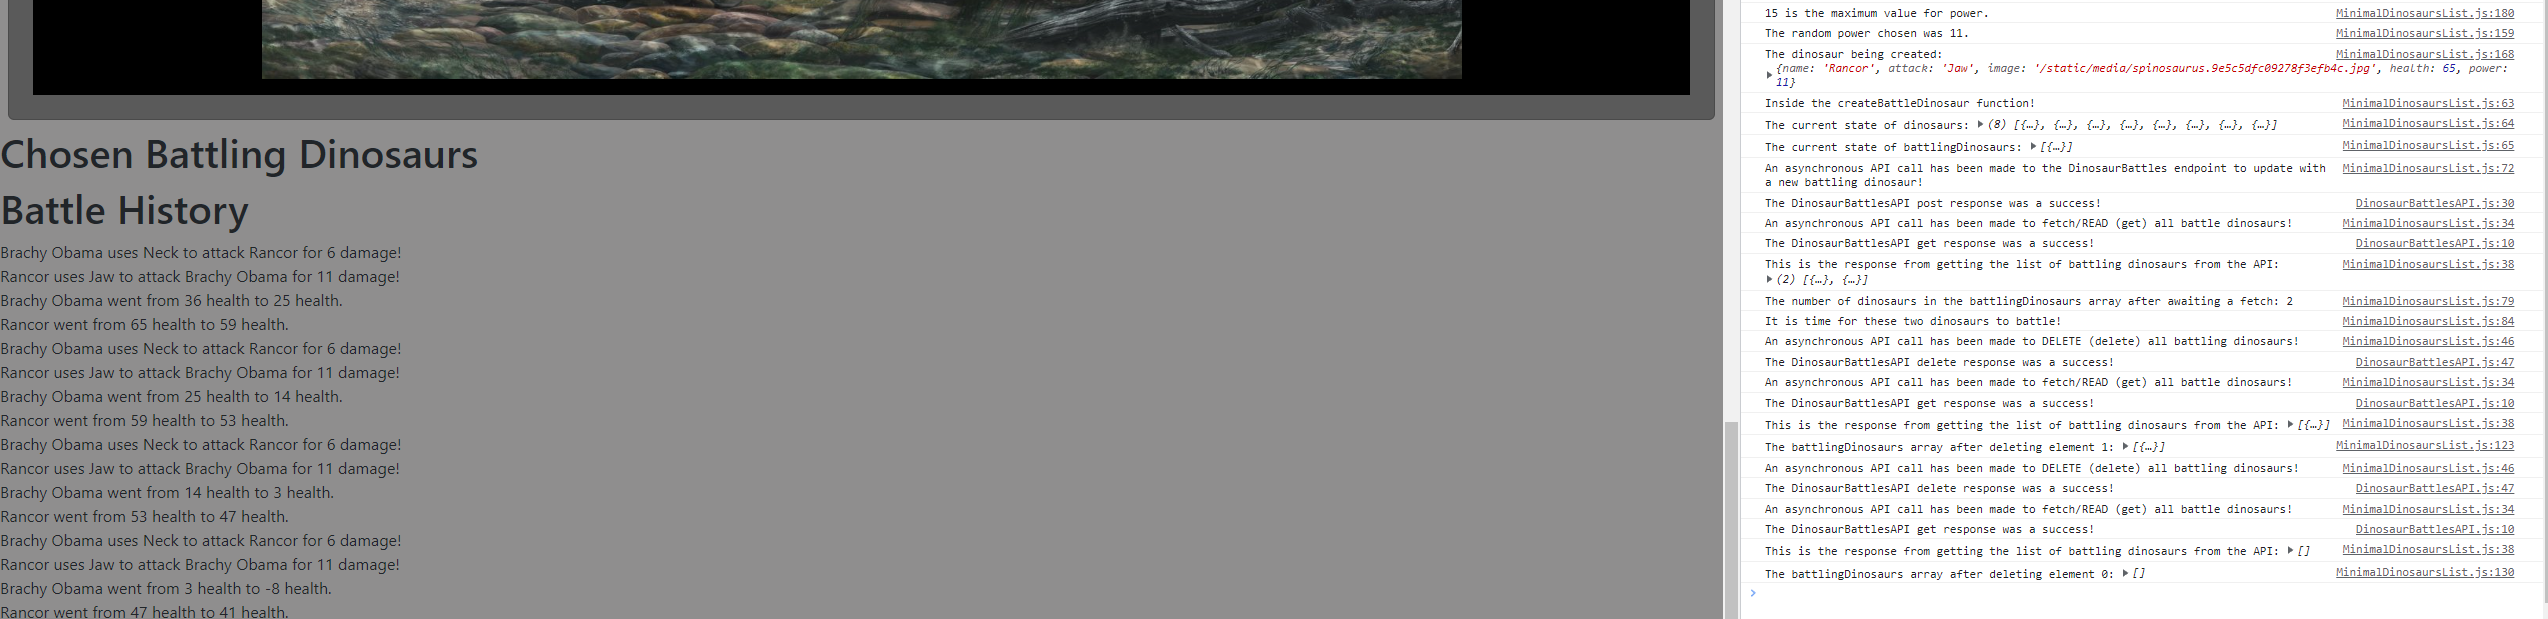 Chosen Battling Dinosaurs
Battle History
Brachy Obama uses Neck to attack Rancor for 6 damage!
Rancor uses Jaw to attack Brachy Obama for 11 damage!
Brachy Obama went from 36 health to 25 health.
Rancor went from 65 health to 59 health.
Brachy Obama uses Neck to attack Rancor for 6 damage!
Rancor uses Jaw to attack Brachy Obama for 11 damage!
Brachy Obama went from 25 health to 14 health.
Rancor went from 59 health to 53 health.
Brachy Obama uses Neck to attack Rancor for 6 damage!
Rancor uses Jaw to attack Brachy Obama for 11 damage!
Brachy Obama went from 14 health to 3 health.
Rancor went from 53 health to 47 health.
Brachy Obama uses Neck to attack Rancor for 6 damage!
Rancor uses Jaw to attack Brachy Obama for 11 damage!
Brachy Obama went from 3 health to -8 health.
Rancor went from 47 health to 41 health.
15 is the maximum value for power. MinimalDinosaursList.js:180
The random power chosen was 11. MinimalDinosaursList.js:159
The dinosaur being created: MinimalDinosaursList.js:168
{name: 'Rancor', attack: 'Jaw', image: '/static/media/spinosaurus.9e5c5dfc09278f3efb4c.jpg', health: 65, power:
11}
Inside the createBattleDinosaur function! MinimalDinosaursList.js:63
The current state of dinosaurs: (8) [{…}, {…}, {…}, {…}, {…}, {…}, {…}, {…}] MinimalDinosaursList.js:64
The current state of battlingDinosaurs: [{…}] MinimalDinosaursList.js:65
An asynchronous API call has been made to the DinosaurBattles endpoint to update with MinimalDinosaursList.js:72
a new battling dinosaur!
The DinosaurBattlesAPI post response was a success! DinosaurBattlesAPI.js:30
An asynchronous API call has been made to fetch/READ (get) all battle dinosaurs! MinimalDinosaursList.js:34
The DinosaurBattlesAPI get response was a success! DinosaurBattlesAPI.js:10
This is the response from getting the list of battling dinosaurs from the API: MinimalDinosaursList.js:38
(2) [{…}, {…}]
The number of dinosaurs in the battlingDinosaurs array after awaiting a fetch: 2 MinimalDinosaursList.js:79
It is time for these two dinosaurs to battle! MinimalDinosaursList.js:84
An asynchronous API call has been made to DELETE (delete) all battling dinosaurs! MinimalDinosaursList.js:46
The DinosaurBattlesAPI delete response was a success! DinosaurBattlesAPI.js:47
An asynchronous API call has been made to fetch/READ (get) all battle dinosaurs! MinimalDinosaursList.js:34
The DinosaurBattlesAPI get response was a success! DinosaurBattlesAPI.js:10
This is the response from getting the list of battling dinosaurs from the API: [{…}] MinimalDinosaursList.js:38
The battlingDinosaurs array after deleting element 1: [{…}] MinimalDinosaursList.js:123
An asynchronous API call has been made to DELETE (delete) all battling dinosaurs! MinimalDinosaursList.js:46
The DinosaurBattlesAPI delete response was a success! DinosaurBattlesAPI.js:47
An asynchronous API call has been made to fetch/READ (get) all battle dinosaurs! MinimalDinosaursList.js:34
The DinosaurBattlesAPI get response was a success! DinosaurBattlesAPI.js:10
This is the response from getting the list of battling dinosaurs from the API: [] MinimalDinosaursList.js:38
The battlingDinosaurs array after deleting element 0: [] MinimalDinosaursList.js:130